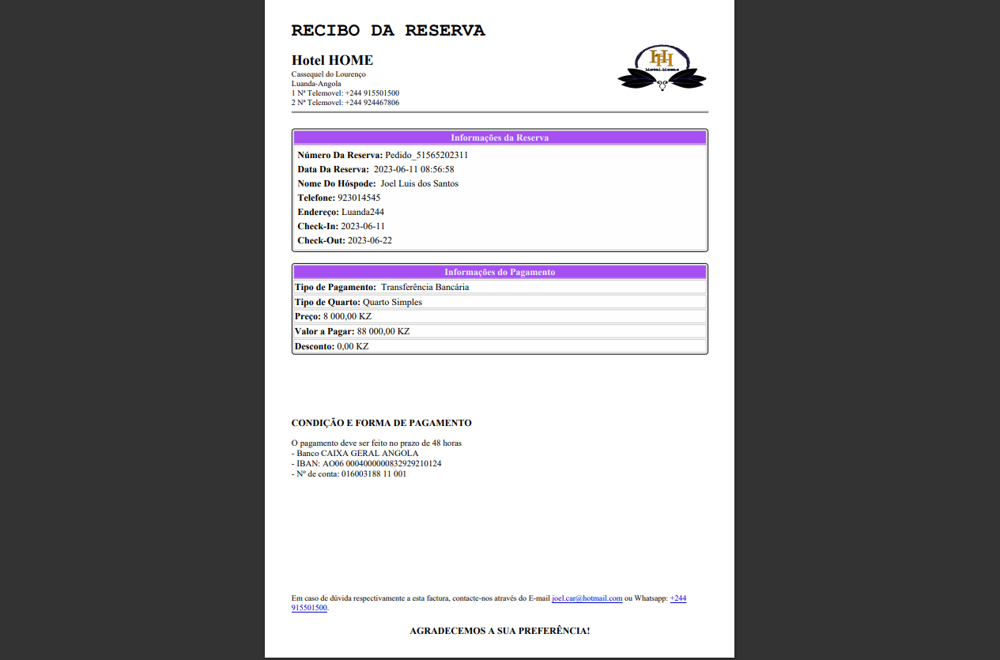 RECIBO DA RESERVA
Hotel HOME
Cassequel do Lourenço
Luanda-Angola
1 Nª Telemovel: +244 915501500
2 Nª Telemovel: +244 924467806
HH
Hotel Home
Informações da Reserva
Número Da Reserva: Pedido_51565202311
Data Da Reserva: 2023-06-11 08:56:58
Nome Do Hóspode: Joel Luis dos Santos
Telefone: 923014545
Endereço: Luanda244
Check-In: 2023-06-11
Check-Out: 2023-06-22
Informações do Pagamento
Tipo de Pagamento: Transferência Bancária
Tipo de Quarto: Quarto Simples
Preço: 8 000,00 KZ
Valor a Pagar: 88 000,00 KZ
Desconto: 0,00 KZ
CONDIÇÃO E FORMA DE PAGAMENTO
O pagamento deve ser feito no prazo de 48 horas
- Banco CAIXA GERAL ANGOLA
- IBAN: AO06 000400000832929210124
- Nº de conta: 016003188 11 001
Em caso de dúvida respectivamente a esta factura, contacte-nos através do E-mail joel.car@hotmail.com ou Whatsapp: +244
915501500.
AGRADECEMOS A SUA PREFERÊNCIA!